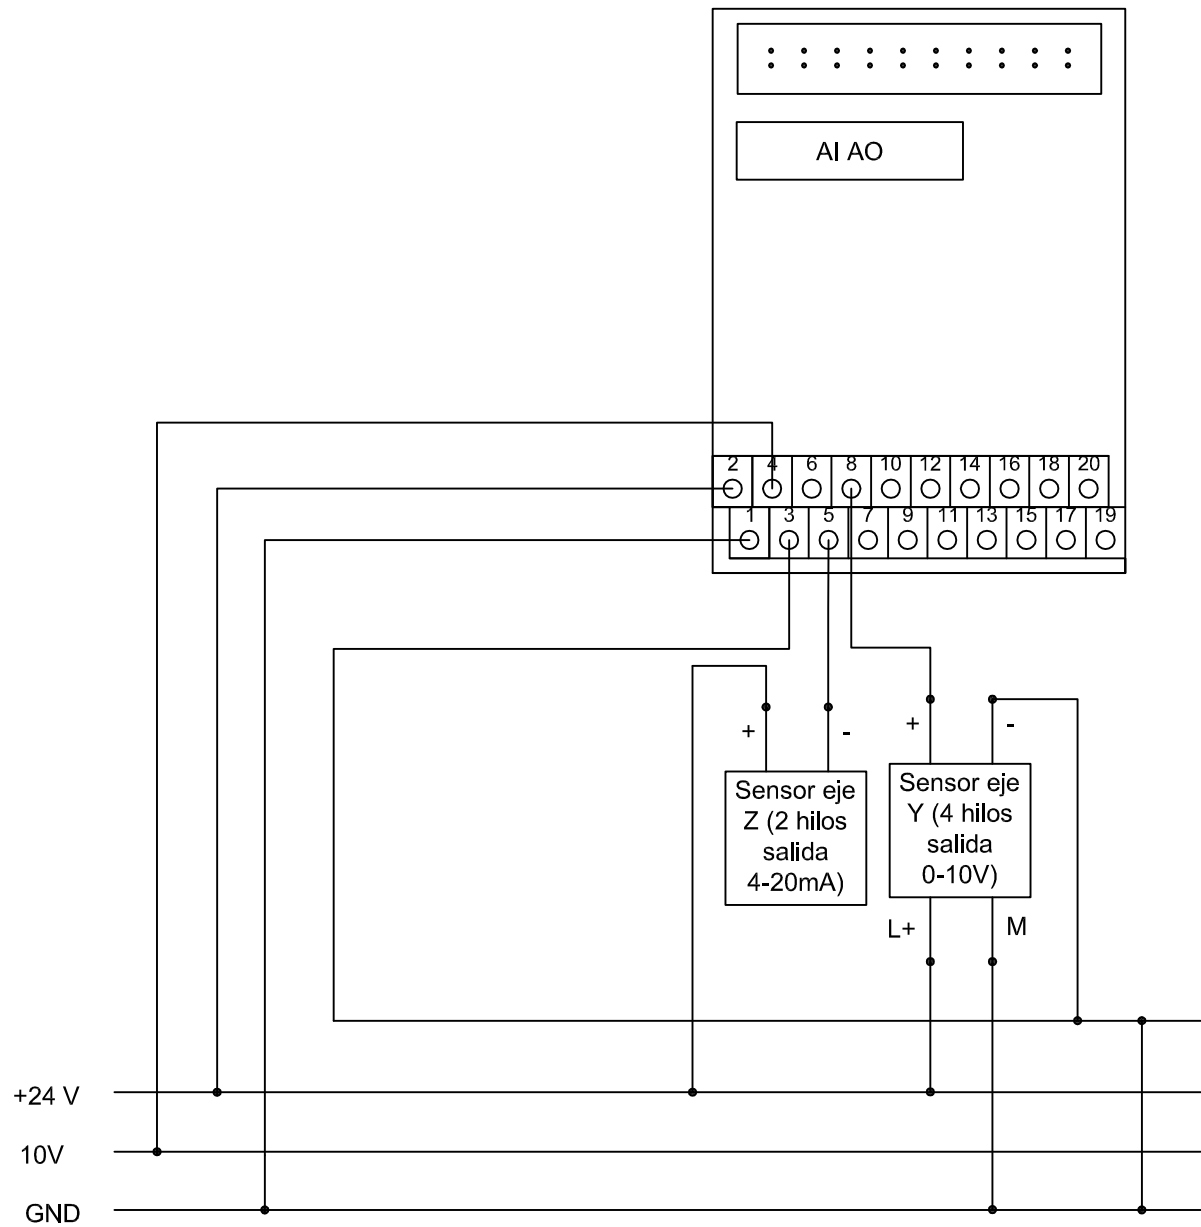 AI AO
2 4 6 8 10 12 14 16 18 20
1 3 5 7 9 11 13 15 17 19
+ -
+ -
Sensor eje
Z (2 hilos
salida
4-20mA)
Sensor eje
Y (4 hilos
salida
0-10V)
L+ M
+24 V
10V
GND